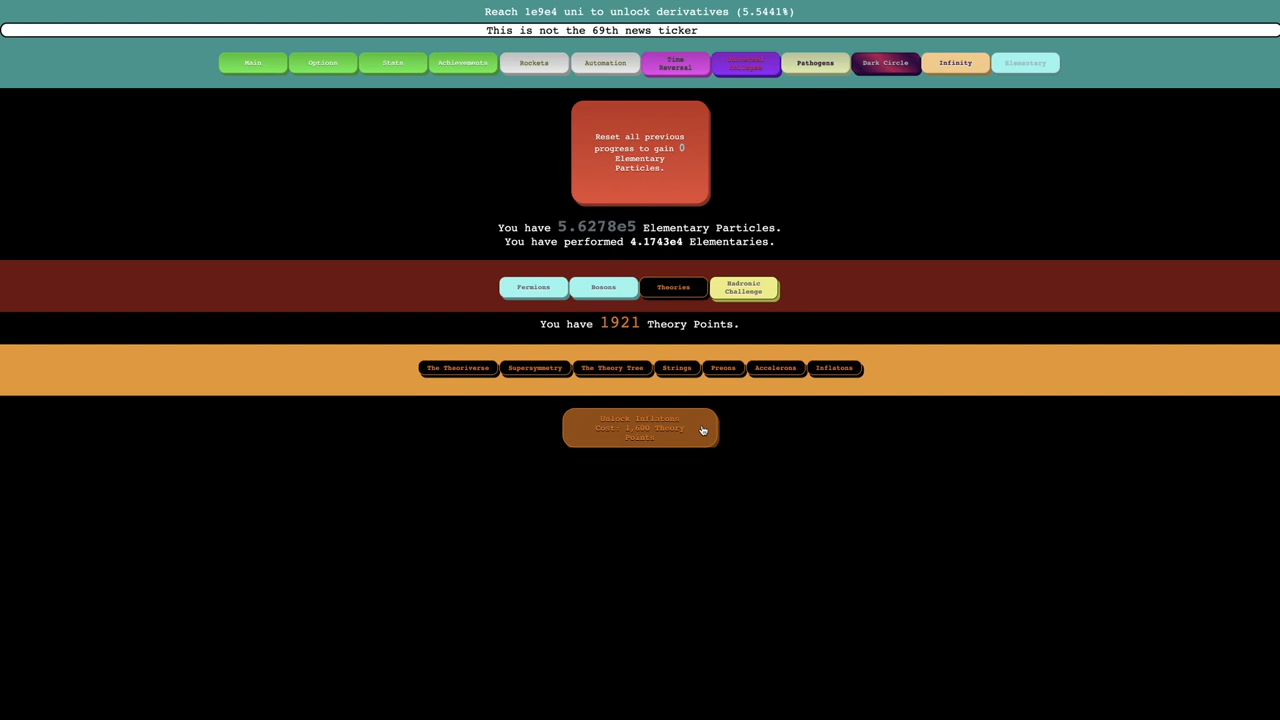 Reach 1e9e4 uni to unlock derivatives (5.5441%)
This is not the 69th news ticker
Main
Options
Stats
Achievements
Rockets
Automation
Time
Reversal
Pathogens
Dark Circle
Infinity
Elementary
Reset all previous
progress to gain 0
Elementary
Particles.
You have 5.6278e5 Elementary Particles.
You have performed 4.1743e4 Elementaries.
Fermions
Bosons
Theories
Hadronic
Challenge
You have 1921 Theory Points.
The Theoriverse
Supersymmetry
The Theory Tree
Strings
Preons
Accelerons
Inflatons
Unlock Inflatons
Cost: 1,600 Theory
Points